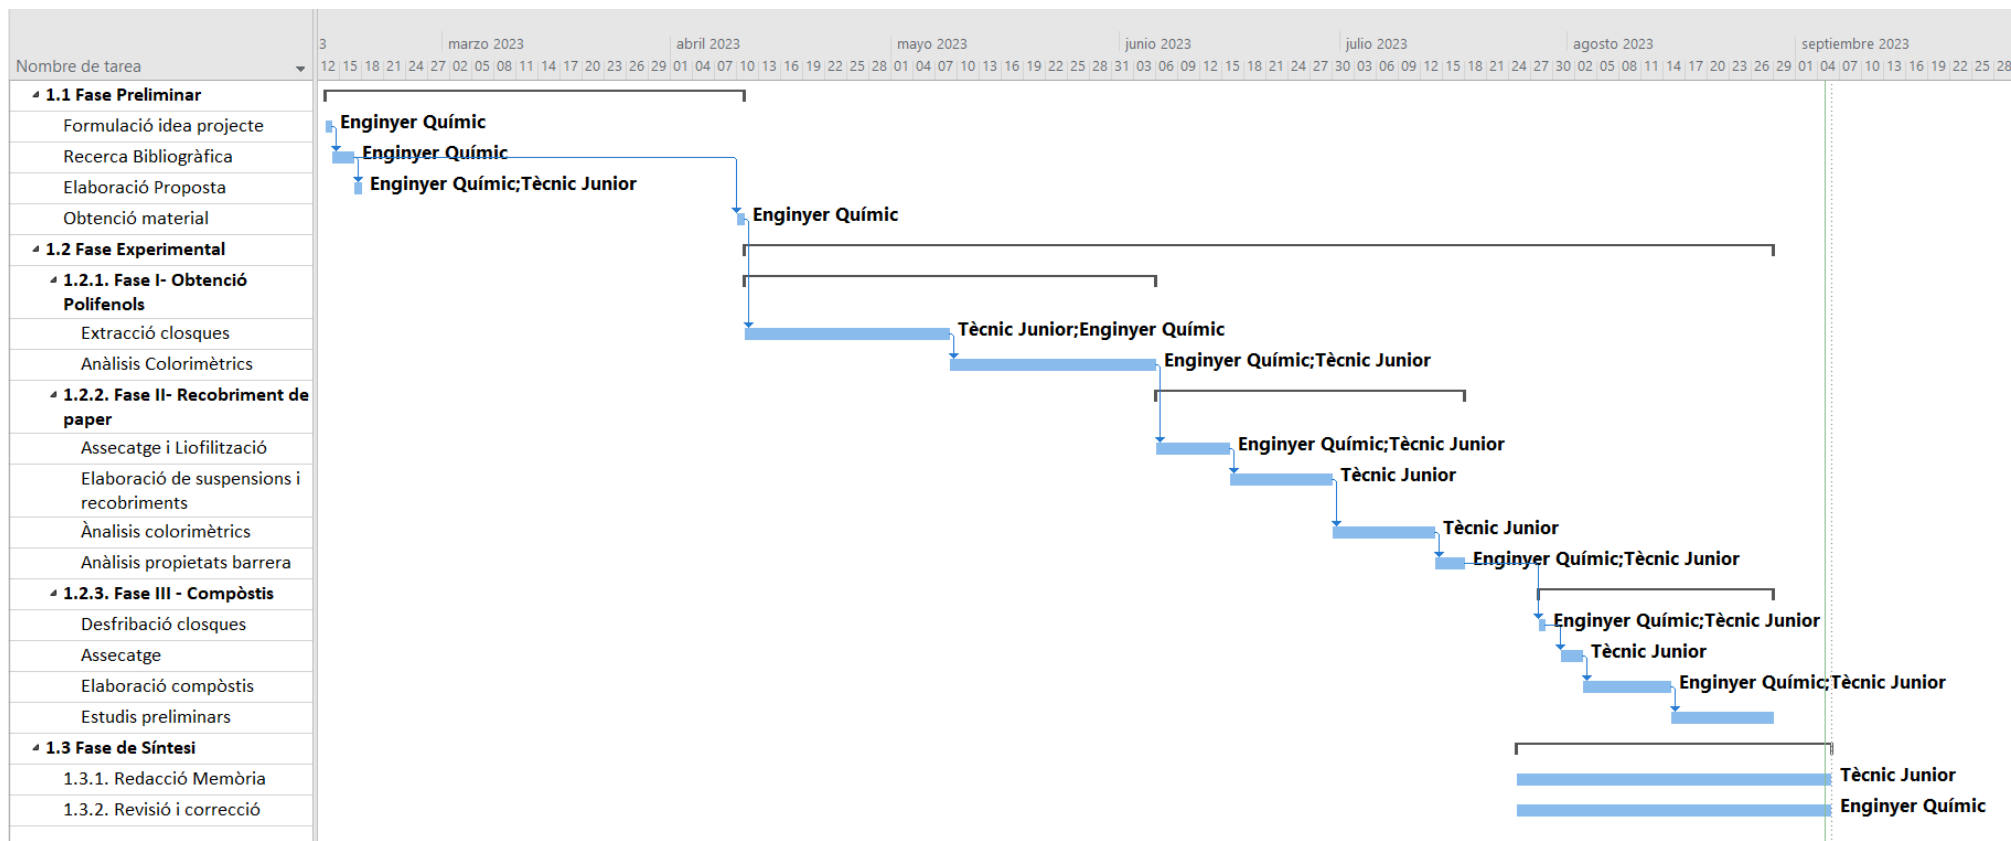 3 marzo 2023 abril 2023 mayo 2023 junio 2023 julio 2023 agosto 2023 septiembre 2023
Nombre de tarea 12 15 18 21 24 27 02 05 08 11 14 17 20 23 26 29 01 04 07 10 13 16 19 22 25 28 01 04 07 10 13 16 19 22 25 28 31 03 06 09 12 15 18 21 24 27 30 03 06 09 12 15 18 21 24 27 30 02 05 08 11 14 17 20 23 26 29 01 04 07 10 13 16 19 22 25 28
1.1 Fase Preliminar
Formulació idea projecte Enginyer Químic
Recerca Bibliogràfica Enginyer Químic
Elaboració Proposta Enginyer Químic;Tècnic Junior
Obtenció material Enginyer Químic
1.2 Fase Experimental
1.2.1. Fase I- Obtenció
Polifenols
Extracció closques Tècnic Junior;Enginyer Químic
Anàlisis Colorimètrics Enginyer Químic;Tècnic Junior
1.2.2. Fase II- Recobriment de
paper
Assecatge i Liofilització Enginyer Químic;Tècnic Junior
Elaboració de suspensions i Tècnic Junior
recobriments
Ànalisis colorimètrics Tècnic Junior
Anàlisis propietats barrera Enginyer Químic;Tècnic Junior
1.2.3. Fase III - Compòstis
Desfribació closques Enginyer Químic;Tècnic Junior
Assecatge Tècnic Junior
Elaboració compòstis Enginyer Químic;Tècnic Junior
Estudis preliminars
1.3 Fase de Síntesi
1.3.1. Redacció Memòria Tècnic Junior
1.3.2. Revisió i correcció Enginyer Químic